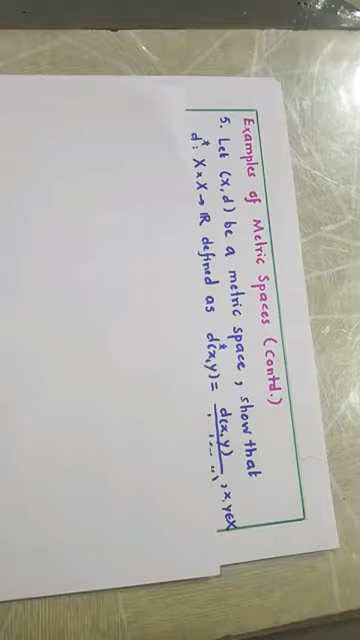 Examples of Metric Spaces (contd.)
5. Let (X,d) be a metric space, show that
d*: X×X→ℝ defined as d*(x,y) = d(x,y) , x,y∈X